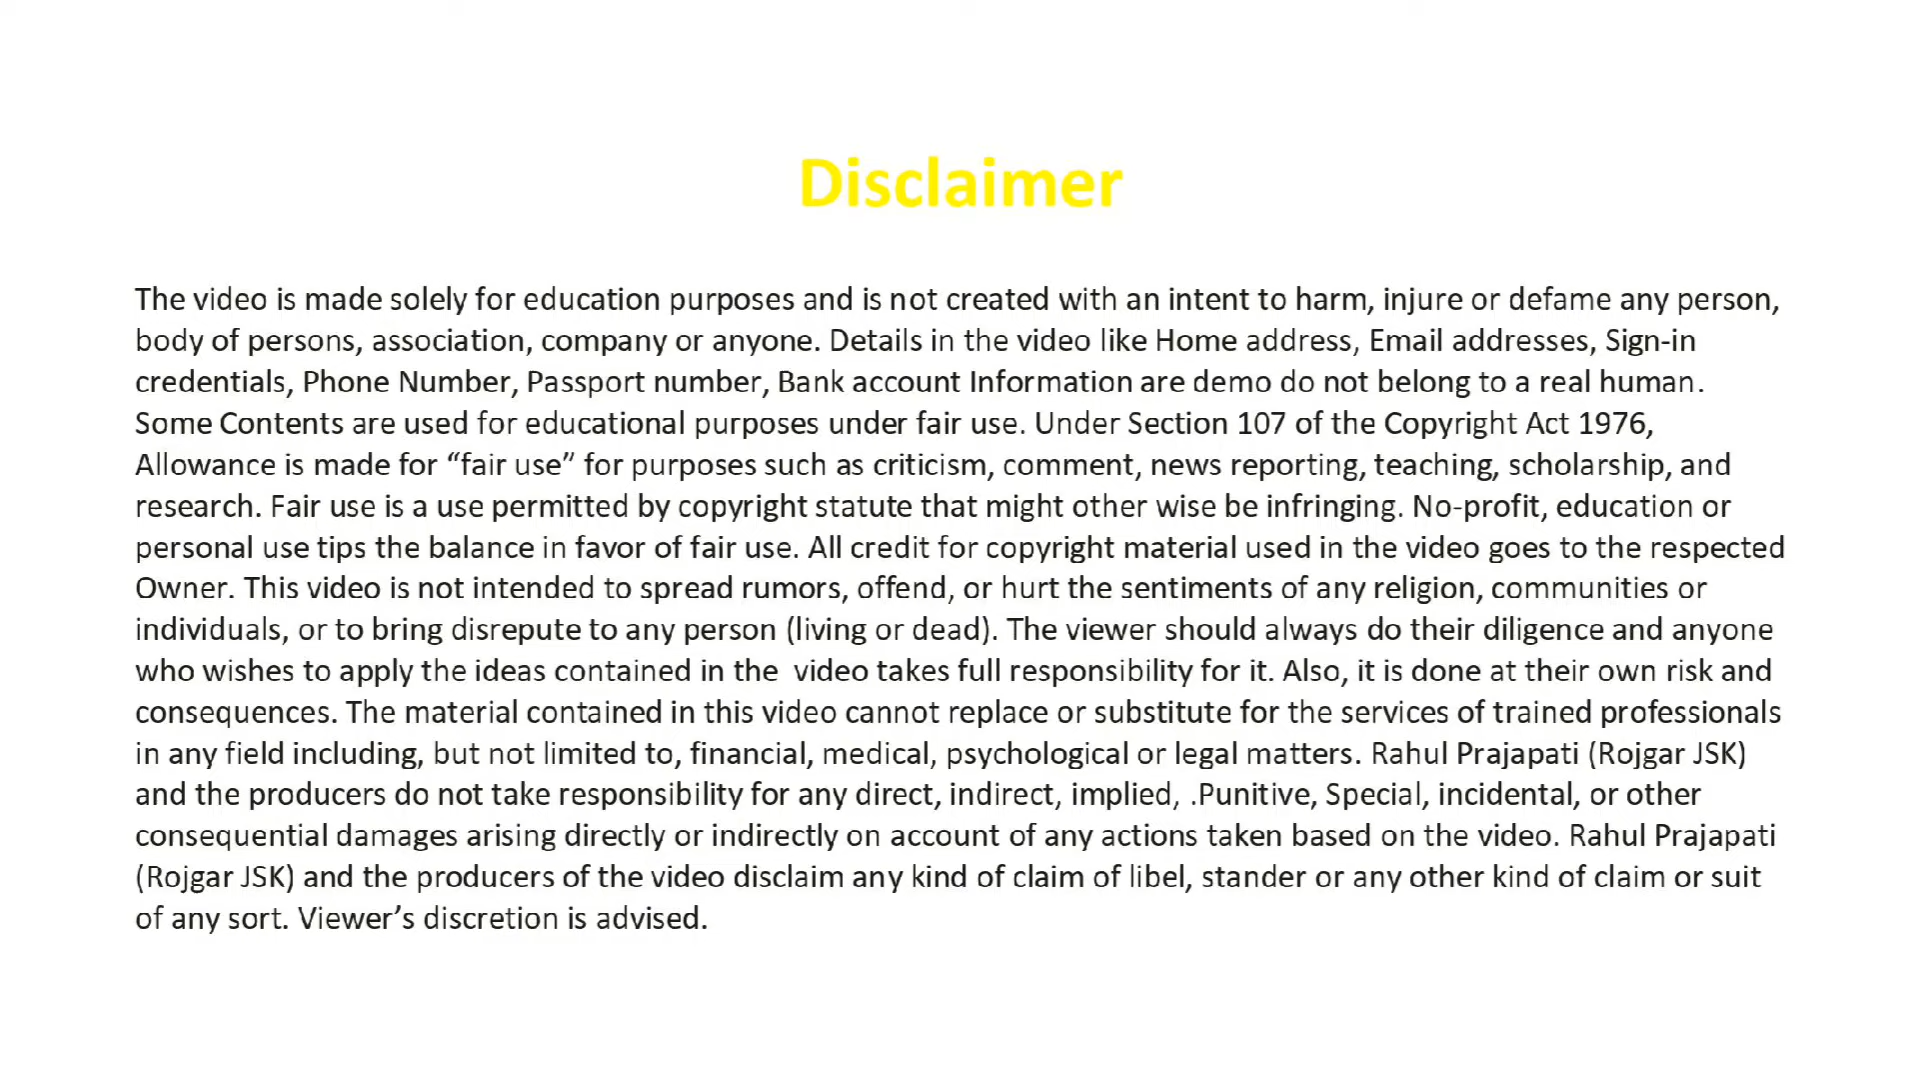 Disclaimer
The video is made solely for education purposes and is not created with an intent to harm, injure or defame any person,
body of persons, association, company or anyone. Details in the video like Home address, Email addresses, Sign-in
credentials, Phone Number, Passport number, Bank account Information are demo do not belong to a real human.
Some Contents are used for educational purposes under fair use. Under Section 107 of the Copyright Act 1976,
Allowance is made for “fair use” for purposes such as criticism, comment, news reporting, teaching, scholarship, and
research. Fair use is a use permitted by copyright statute that might other wise be infringing. No-profit, education or
personal use tips the balance in favor of fair use. All credit for copyright material used in the video goes to the respected
Owner. This video is not intended to spread rumors, offend, or hurt the sentiments of any religion, communities or
individuals, or to bring disrepute to any person (living or dead). The viewer should always do their diligence and anyone
who wishes to apply the ideas contained in the  video takes full responsibility for it. Also, it is done at their own risk and
consequences. The material contained in this video cannot replace or substitute for the services of trained professionals
in any field including, but not limited to, financial, medical, psychological or legal matters. Rahul Prajapati (Rojgar JSK)
and the producers do not take responsibility for any direct, indirect, implied, .Punitive, Special, incidental, or other
consequential damages arising directly or indirectly on account of any actions taken based on the video. Rahul Prajapati
(Rojgar JSK) and the producers of the video disclaim any kind of claim of libel, stander or any other kind of claim or suit
of any sort. Viewer’s discretion is advised.